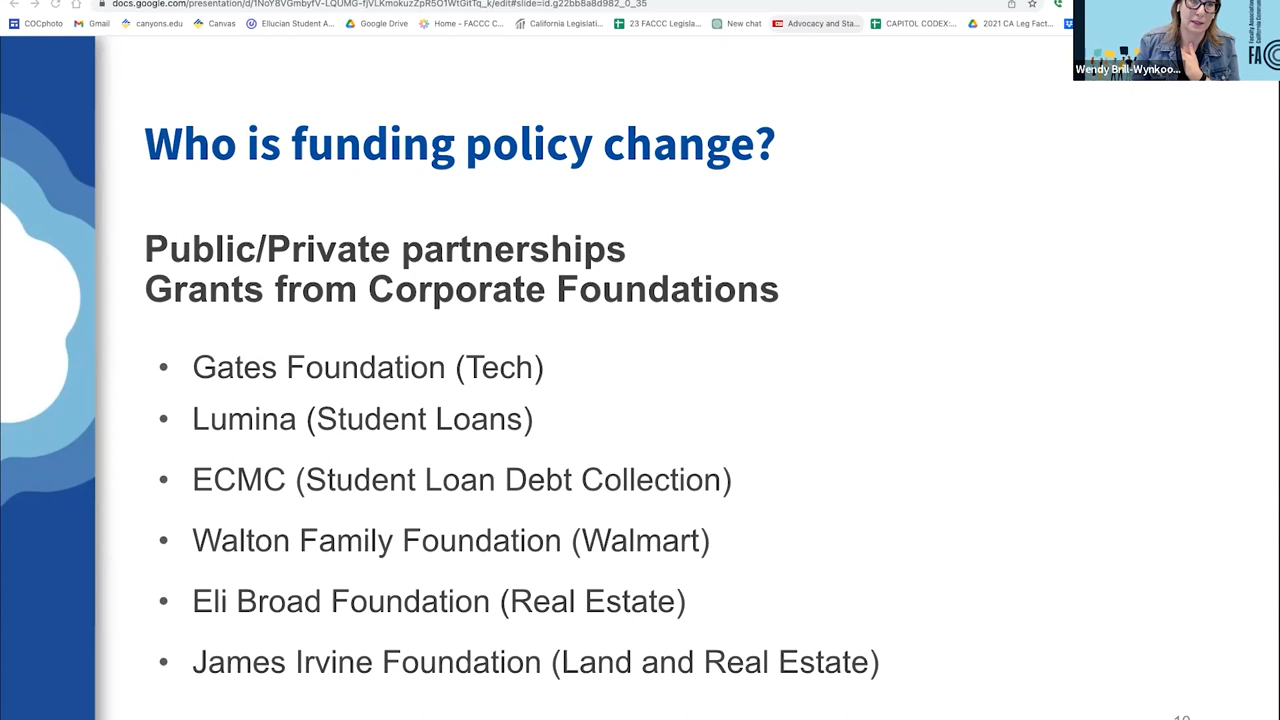 docs.google.com/presentation/d/1NoY8VGmbyfV-LQUMG-fjVLKmokuzZpR5O1WtGitTq_k/edit#slide=id.g22bb8a8d982_0_35
COCphoto Gmail canyons.edu Canvas Ellucian Student A... Google Drive Home - FACCC C... California Legislati... 23 FACCC Legisla... New chat Advocacy and Sta... CAPITOL CODEX:... 2021 CA Leg Fact...
FAC
Wendy Brill-Wynkoo...
Who is funding policy change?
Public/Private partnerships
Grants from Corporate Foundations
• Gates Foundation (Tech)
• Lumina (Student Loans)
• ECMC (Student Loan Debt Collection)
• Walton Family Foundation (Walmart)
• Eli Broad Foundation (Real Estate)
• James Irvine Foundation (Land and Real Estate)